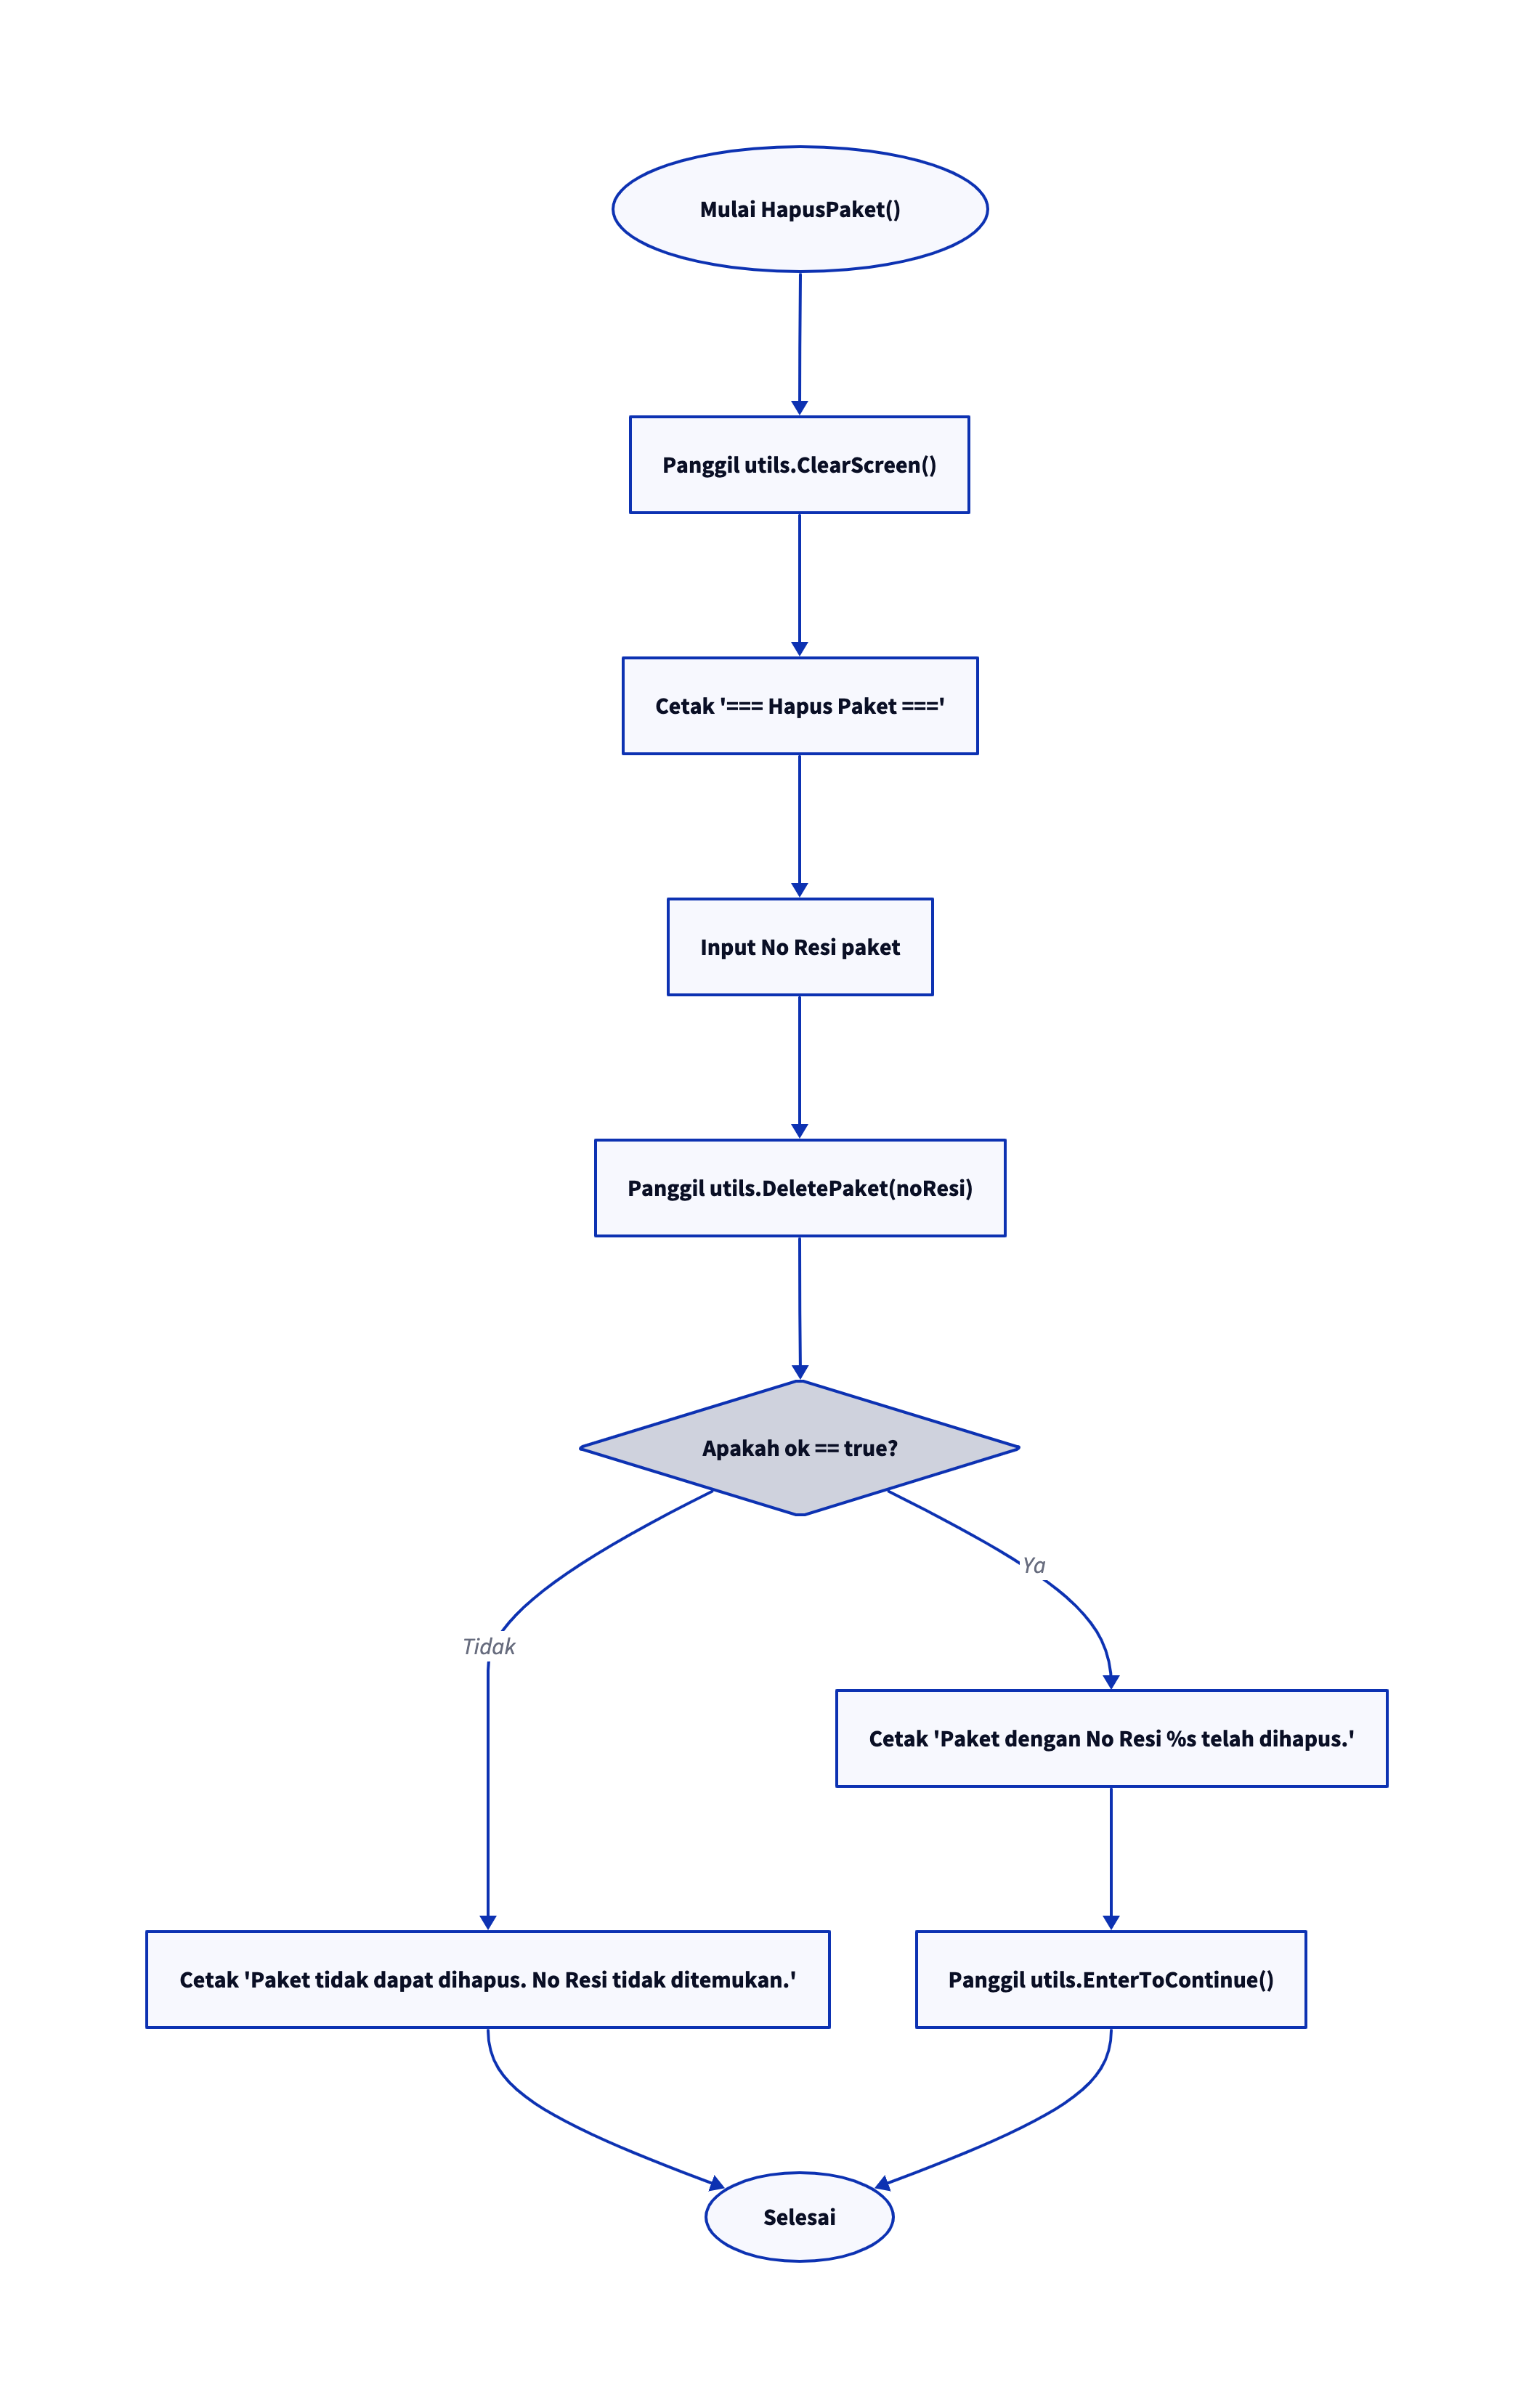 Mulai HapusPaket()
Panggil utils.ClearScreen()
Cetak '=== Hapus Paket ==='
Input No Resi paket
Panggil utils.DeletePaket(noResi)
Apakah ok == true?
Ya
Tidak
Cetak 'Paket dengan No Resi %s telah dihapus.'
Cetak 'Paket tidak dapat dihapus. No Resi tidak ditemukan.'
Panggil utils.EnterToContinue()
Selesai